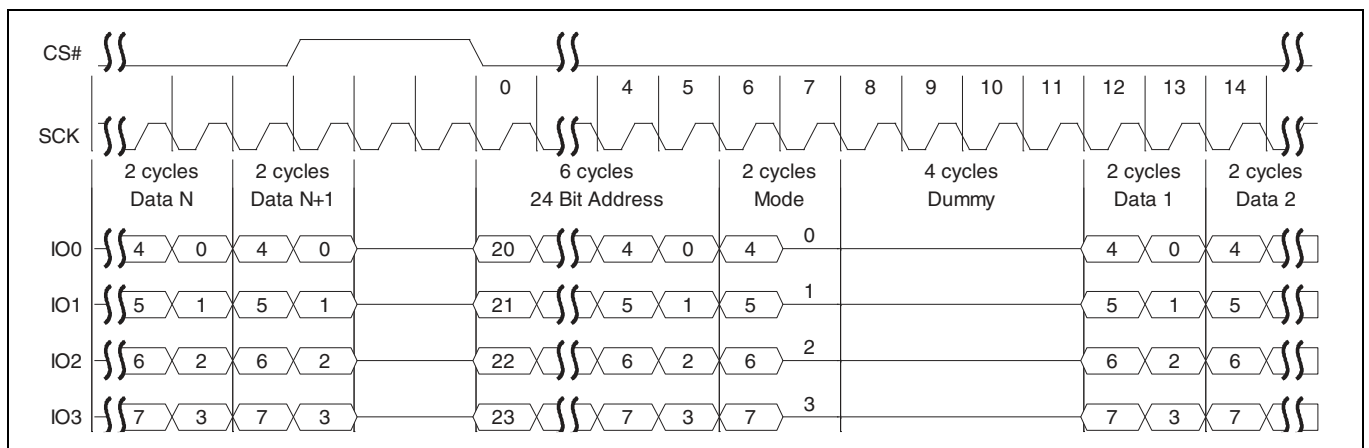 CS#
0 4 5 6 7 8 9 10 11 12 13 14
SCK
2 cycles 2 cycles 6 cycles 2 cycles 4 cycles 2 cycles 2 cycles
Data N Data N+1 24 Bit Address Mode Dummy Data 1 Data 2
IO0 4 0 4 0 20 4 0 4 0 4 0 4
IO1 5 1 5 1 21 5 1 5 1 5 1 5
IO2 6 2 6 2 22 6 2 6 2 6 2 6
IO3 7 3 7 3 23 7 3 7 3 7 3 7